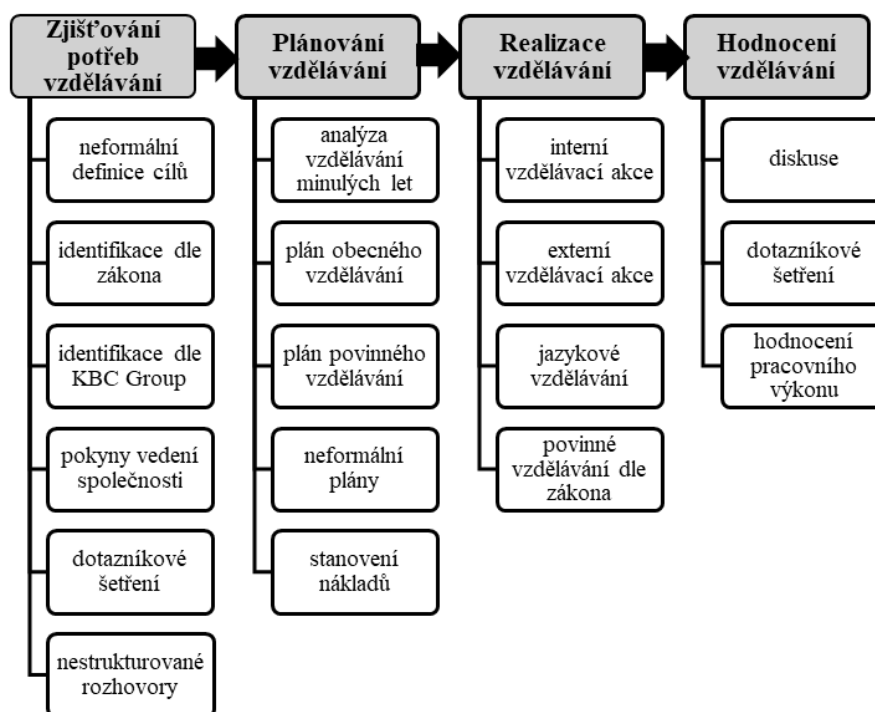 Zjišťování
potřeb
vzdělávání
neformální
definice cílů
identifikace dle
zákona
identifikace dle
KBC Group
pokyny vedení
společnosti
dotazníkové
šetření
nestrukturované
rozhovory
Plánování
vzdělávání
analýza
vzdělávání
minulých let
plán obecného
vzdělávání
plán povinného
vzdělávání
neformální
plány
stanovení
nákladů
Realizace
vzdělávání
interní
vzdělávací akce
externí
vzdělávací akce
jazykové
vzdělávání
povinné
vzdělávání dle
zákona
Hodnocení
vzdělávání
diskuse
dotazníkové
šetření
hodnocení
pracovního
výkonu